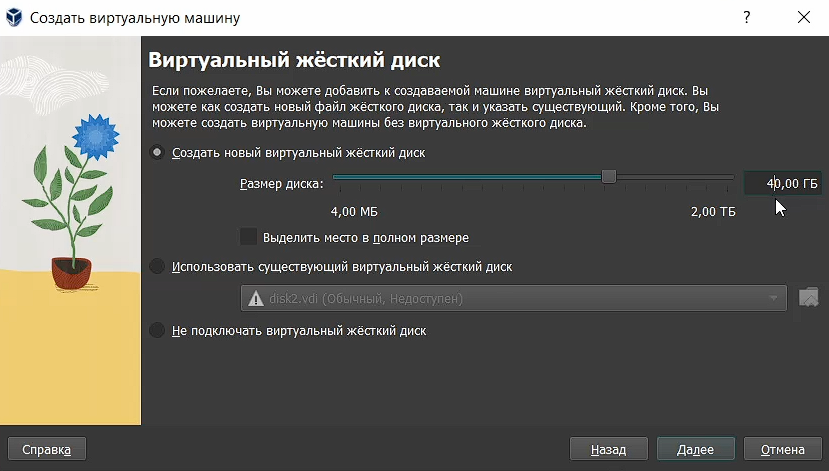 Создать виртуальную машину
?
Виртуальный жёсткий диск
Если пожелаете, Вы можете добавить к создаваемой машине виртуальный жёсткий диск. Вы
можете как создать новый файл жёсткого диска, так и указать существующий. Кроме того, Вы
можете создать виртуальную машины без виртуального жёсткого диска.
Создать новый виртуальный жёсткий диск
Размер диска:
40,00 ГБ
4,00 МБ
2,00 ТБ
Выделить место в полном размере
Использовать существующий виртуальный жёсткий диск
disk2.vdi (Обычный, Недоступен)
Не подключать виртуальный жёсткий диск
Справка
Назад
Далее
Отмена